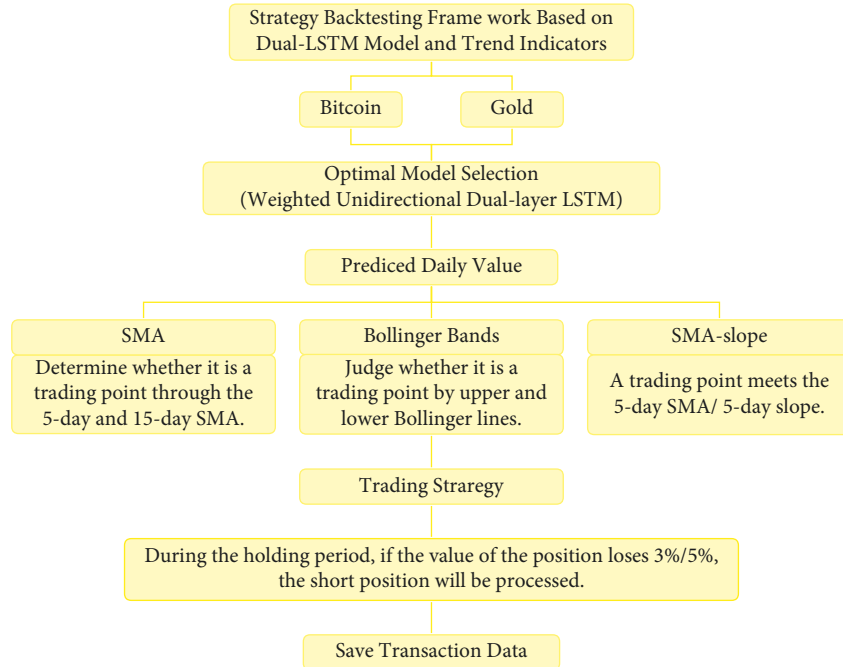 Strategy Backtesting Frame work Based on
Dual-LSTM Model and Trend Indicators
Bitcoin
Gold
Optimal Model Selection
(Weighted Unidirectional Dual-layer LSTM)
Prediced Daily Value
SMA
Determine whether it is a
trading point through the
5-day and 15-day SMA.
Bollinger Bands
Judge whether it is a
trading point by upper and
lower Bollinger lines.
SMA-slope
A trading point meets the
5-day SMA/ 5-day slope.
Trading Straregy
During the holding period, if the value of the position loses 3%/5%,
the short position will be processed.
Save Transaction Data